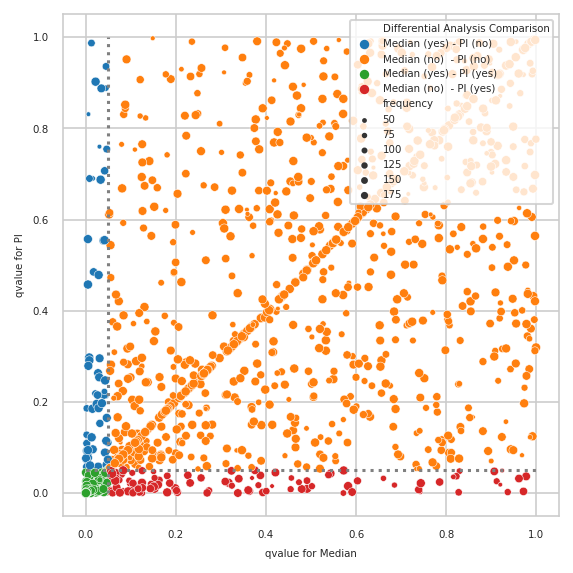 Differential Analysis Comparison
Median (yes) - PI (no)
Median (no)  - PI (no)
Median (yes) - PI (yes)
Median (no)  - PI (yes)
frequency
50
75
100
125
150
175
1.0
0.8
0.6
0.4
0.2
0.0
qvalue for PI
0.0 0.2 0.4 0.6 0.8 1.0
qvalue for Median